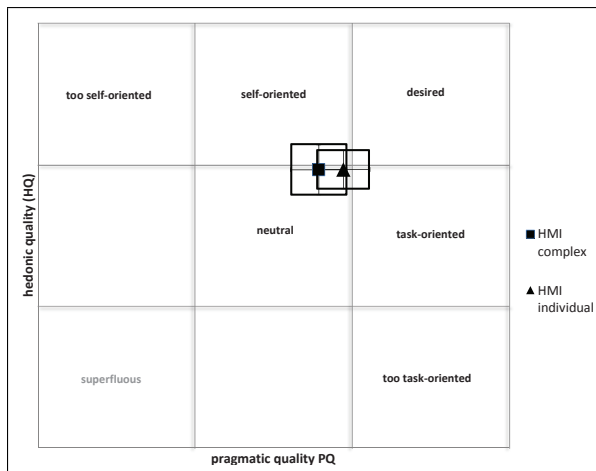 too self-oriented
self-oriented
desired
hedonic quality (HQ)
neutral
task-oriented
HMI
complex
HMI
individual
superfluous
too task-oriented
pragmatic quality PQ